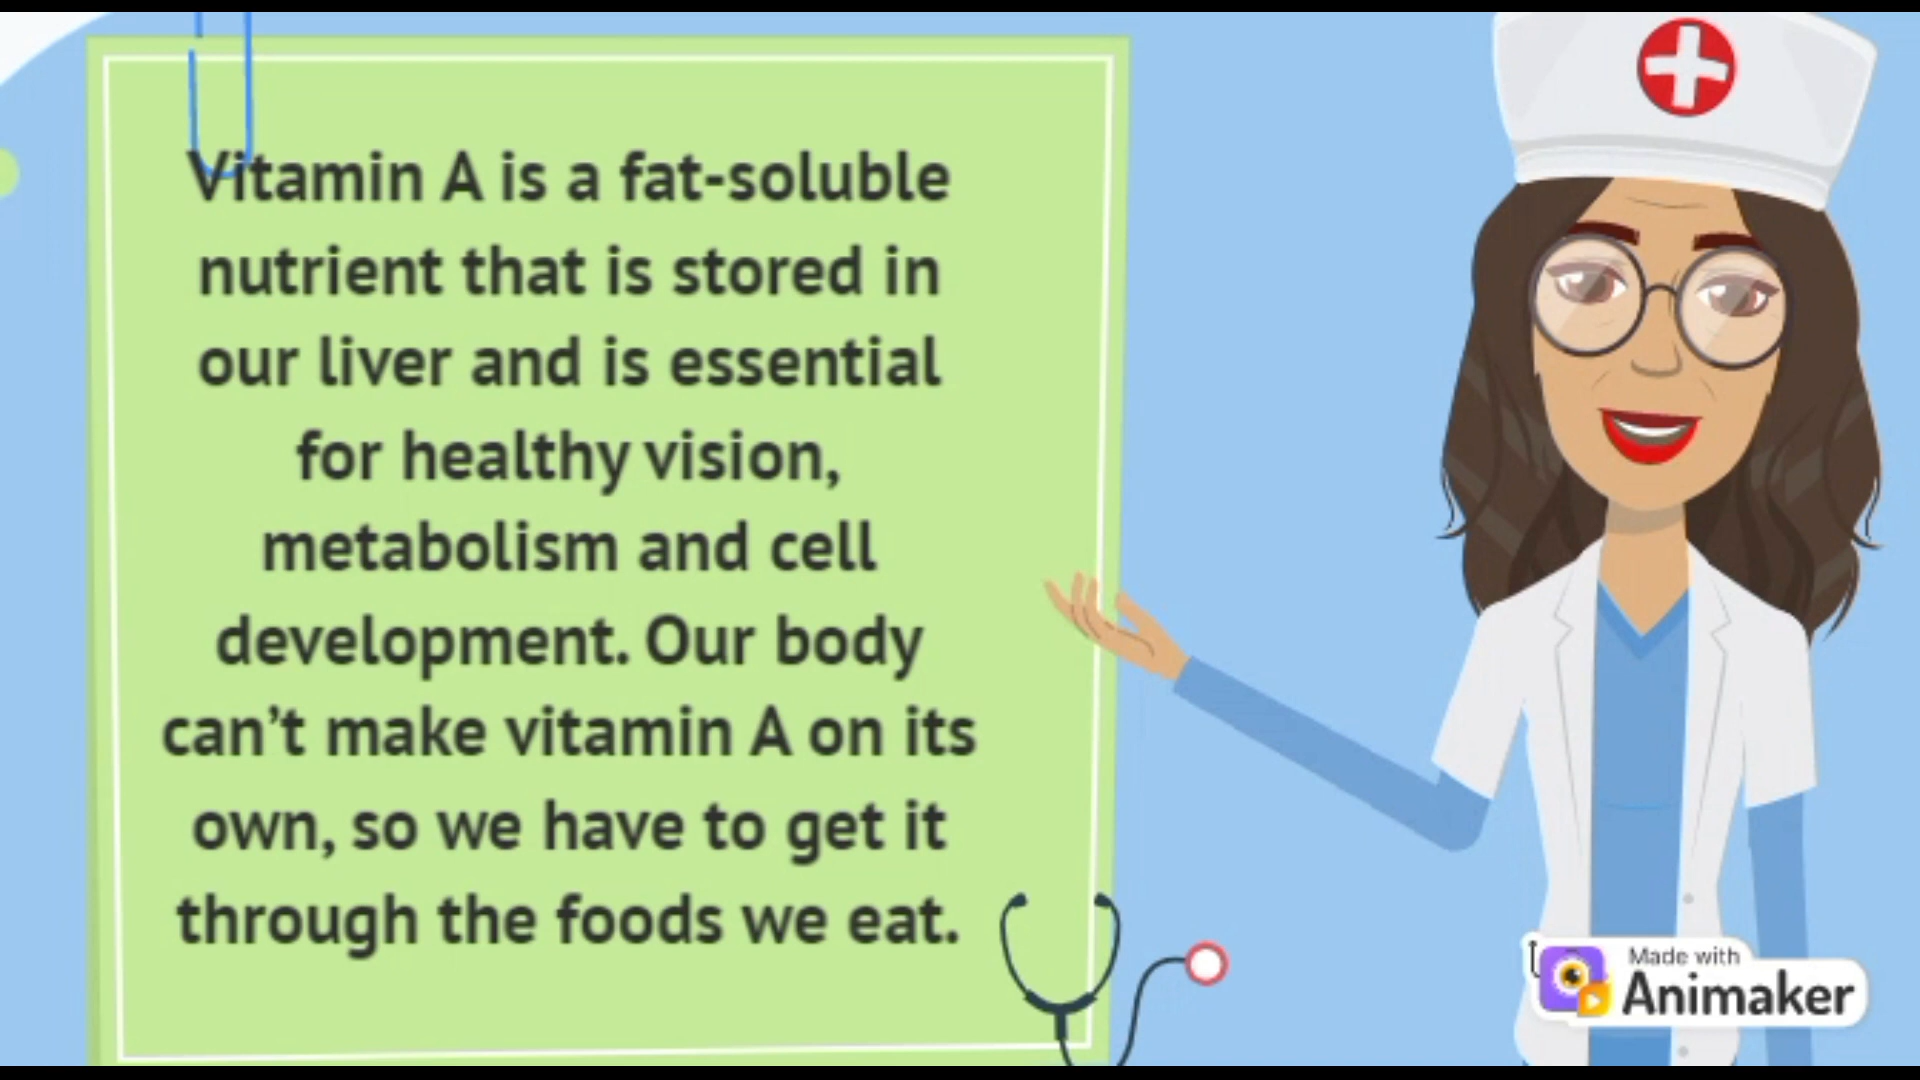 Vitamin A is a fat-soluble
nutrient that is stored in
our liver and is essential
for healthy vision,
metabolism and cell
development. Our body
can’t make vitamin A on its
own, so we have to get it
through the foods we eat.
Made with
Animaker